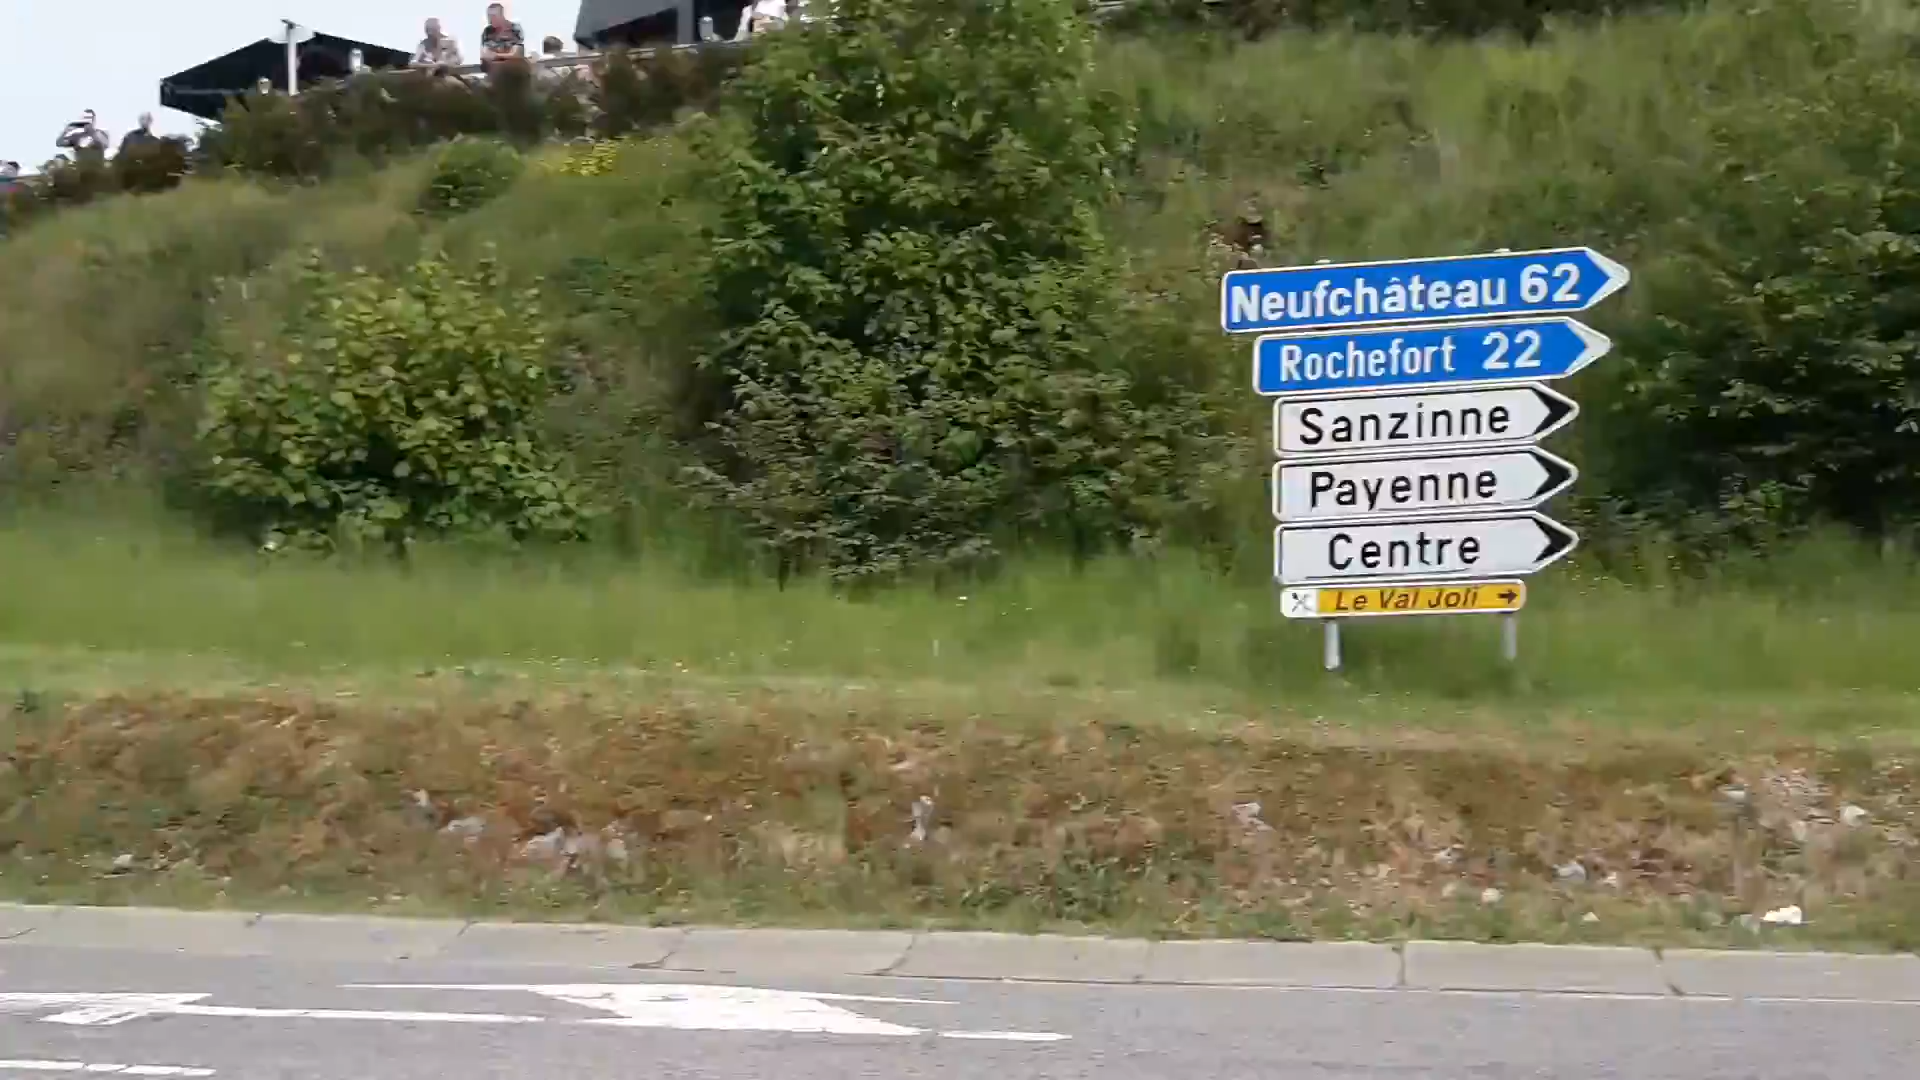 Neufchâteau 62
Rochefort 22
Sanzinne
Payenne
Centre
Le Val Joli